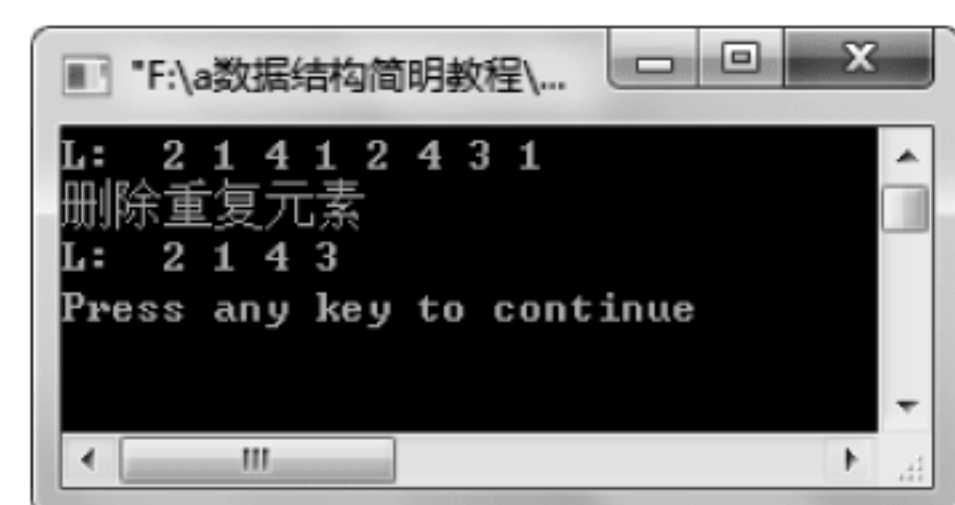 "F:\a数据结构简明教程\...
L:  2 1 4 1 2 4 3 1
删除重复元素
L:  2 1 4 3
Press any key to continue